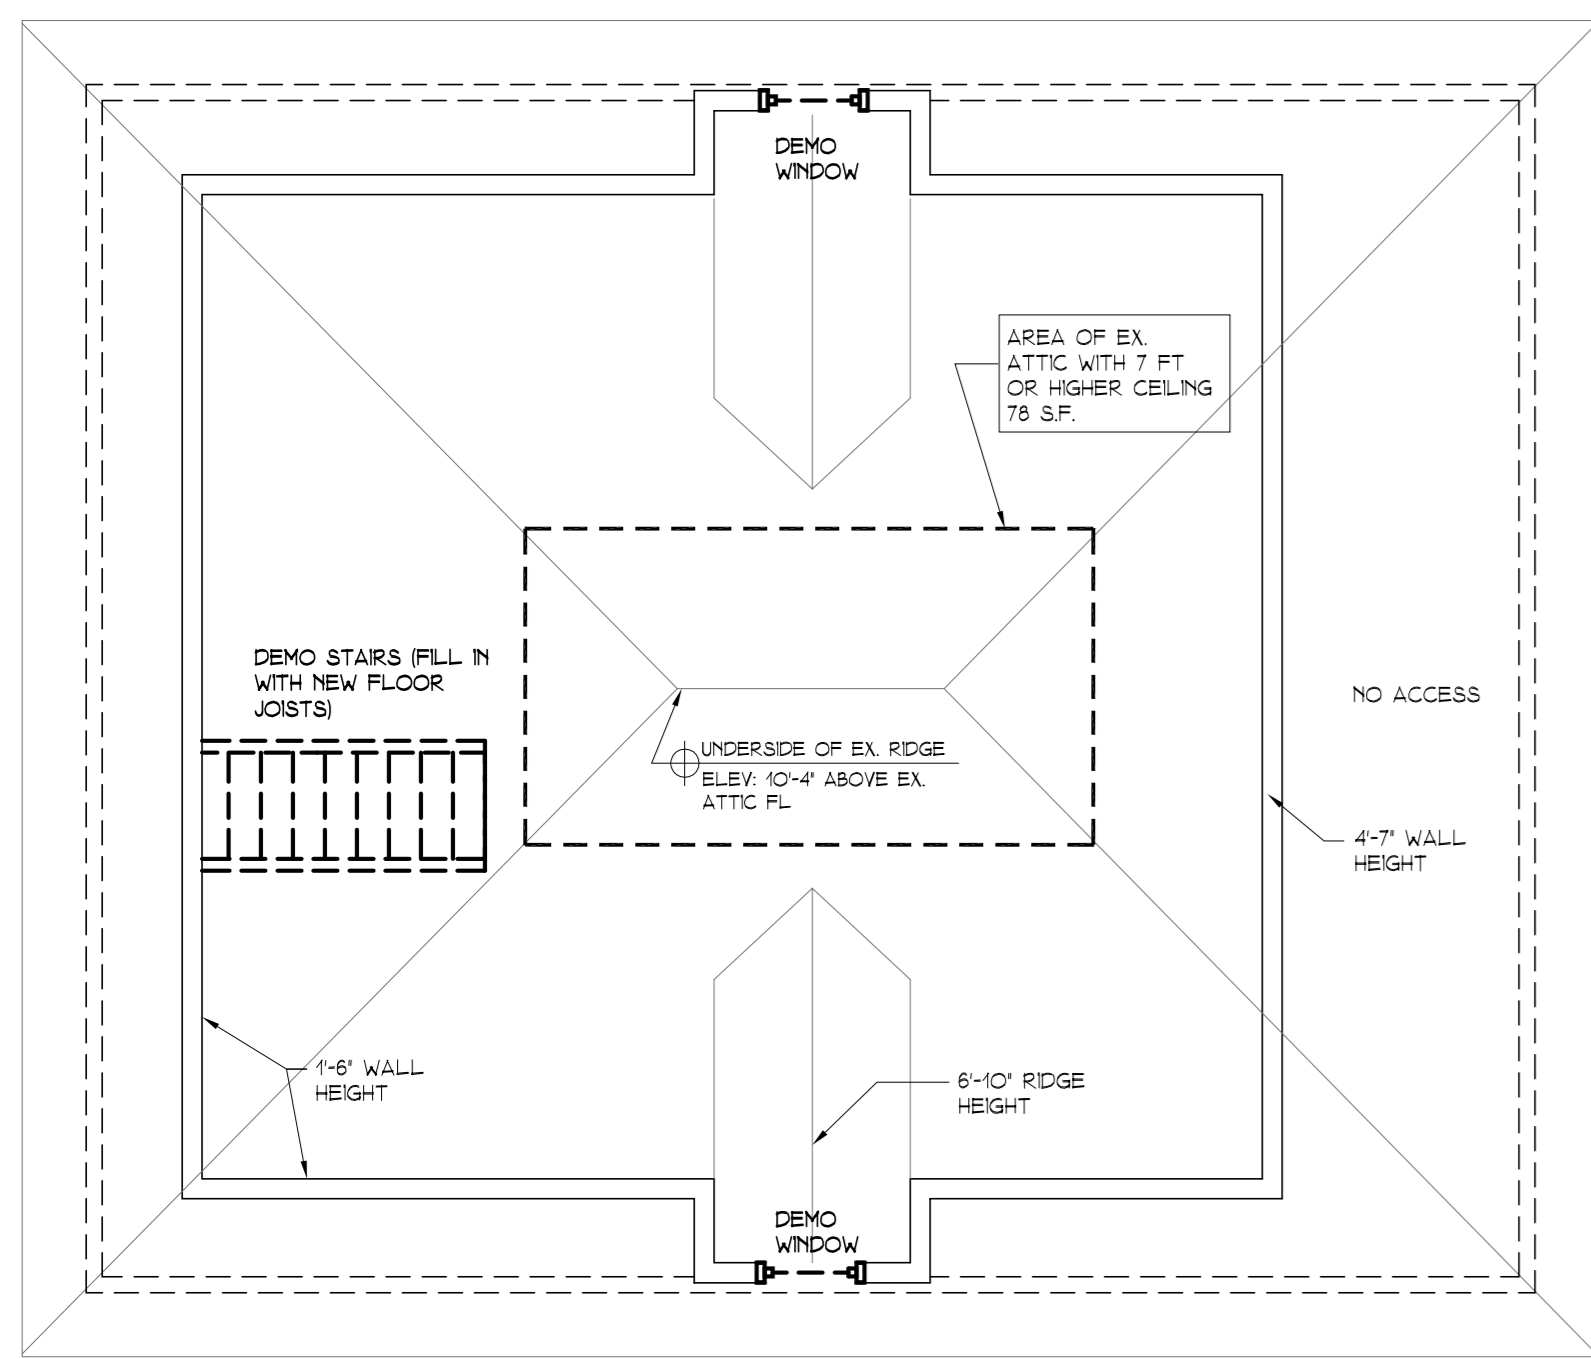 DEMO
WINDOW
AREA OF EX.
ATTIC WITH 7 FT
OR HIGHER CEILING
78 S.F.
DEMO STAIRS (FILL IN
WITH NEW FLOOR
JOISTS)
NO ACCESS
UNDERSIDE OF EX. RIDGE
ELEV: 10'-4" ABOVE EX.
ATTIC FL
4'-7" WALL
HEIGHT
1'-6" WALL
HEIGHT
6'-10" RIDGE
HEIGHT
DEMO
WINDOW